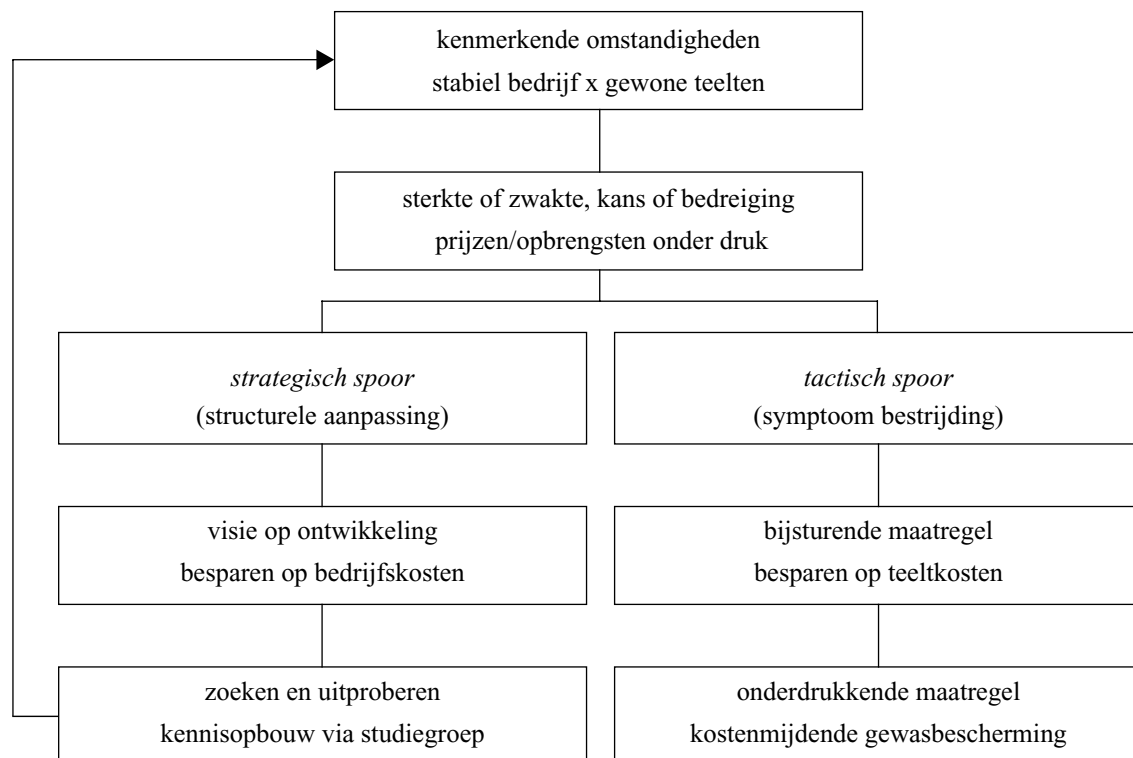 kenmerkende omstandigheden
stabiel bedrijf x gewone teelten
sterkte of zwakte, kans of bedreiging
prijzen/opbrengsten onder druk
strategisch spoor
(structurele aanpassing)
tactisch spoor
(symptoom bestrijding)
visie op ontwikkeling
besparen op bedrijfskosten
bijsturende maatregel
besparen op teeltkosten
zoeken en uitproberen
kennisopbouw via studiegroep
onderdrukkende maatregel
kostenmijdende gewasbescherming